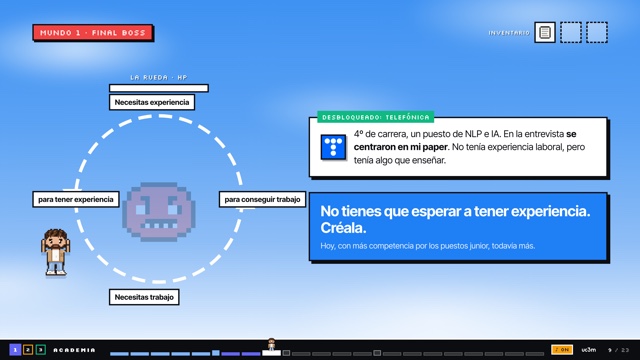 MUNDO 1 · FINAL BOSS
INVENTARIO
LA RUEDA · HP
Necesitas experiencia
para tener experiencia
para conseguir trabajo
Necesitas trabajo
DESBLOQUEADO: TELEFÓNICA
4º de carrera, un puesto de NLP e IA. En la entrevista se
centraron en mi paper. No tenía experiencia laboral, pero
tenía algo que enseñar.
No tienes que esperar a tener experiencia.
Créala.
Hoy, con más competencia por los puestos junior, todavía más.
1 2 3 ACADEMIA
uc3m 9 / 23